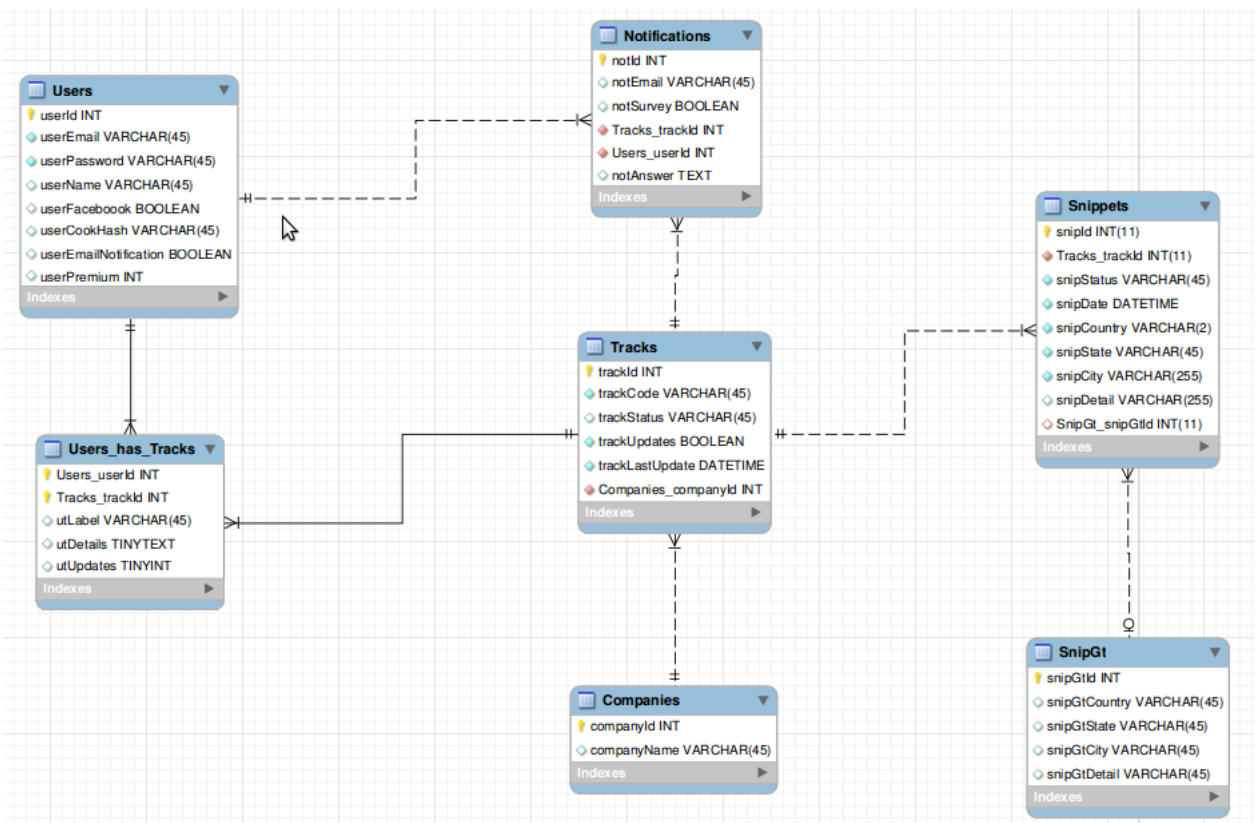 Users
userId INT
userEmail VARCHAR(45)
userPassword VARCHAR(45)
userName VARCHAR(45)
userFaceboook BOOLEAN
userCookHash VARCHAR(45)
userEmailNotification BOOLEAN
userPremium INT
Indexes
Notifications
notId INT
notEmail VARCHAR(45)
notSurvey BOOLEAN
Tracks_trackId INT
Users_userId INT
notAnswer TEXT
Indexes
Snippets
snipId INT(11)
Tracks_trackId INT(11)
snipStatus VARCHAR(45)
snipDate DATETIME
snipCountry VARCHAR(2)
snipState VARCHAR(45)
snipCity VARCHAR(255)
snipDetail VARCHAR(255)
SnipGt_snipGtId INT(11)
Indexes
Tracks
trackId INT
trackCode VARCHAR(45)
trackStatus VARCHAR(45)
trackUpdates BOOLEAN
trackLastUpdate DATETIME
Companies_companyId INT
Indexes
Users_has_Tracks
Users_userId INT
Tracks_trackId INT
utLabel VARCHAR(45)
utDetails TINYTEXT
utUpdates TINYINT
Indexes
Companies
companyId INT
companyName VARCHAR(45)
Indexes
SnipGt
snipGtId INT
snipGtCountry VARCHAR(45)
snipGtState VARCHAR(45)
snipGtCity VARCHAR(45)
snipGtDetail VARCHAR(45)
Indexes